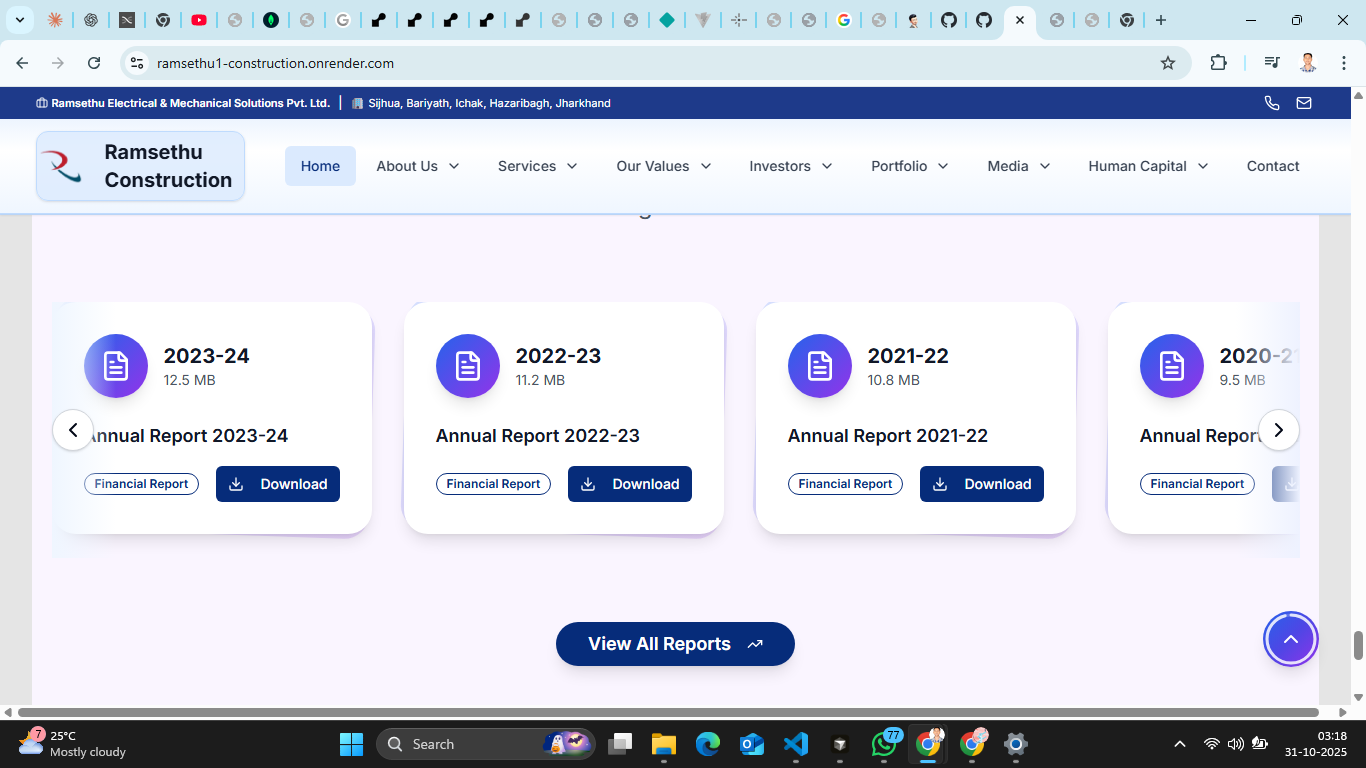 ramsethu1-construction.onrender.com
Ramsethu Electrical & Mechanical Solutions Pvt. Ltd. | Sijhua, Bariyath, Ichak, Hazaribagh, Jharkhand
Ramsethu
Construction
Home About Us Services Our Values Investors Portfolio Media Human Capital Contact
2023-24 2022-23 2021-22 2020-21
12.5 MB 11.2 MB 10.8 MB 9.5 MB
Annual Report 2023-24 Annual Report 2022-23 Annual Report 2021-22 Annual Report
Financial Report Download Financial Report Download Financial Report Download Financial Report
View All Reports
7 25°C
Mostly cloudy
Search
77
03:18
31-10-2025